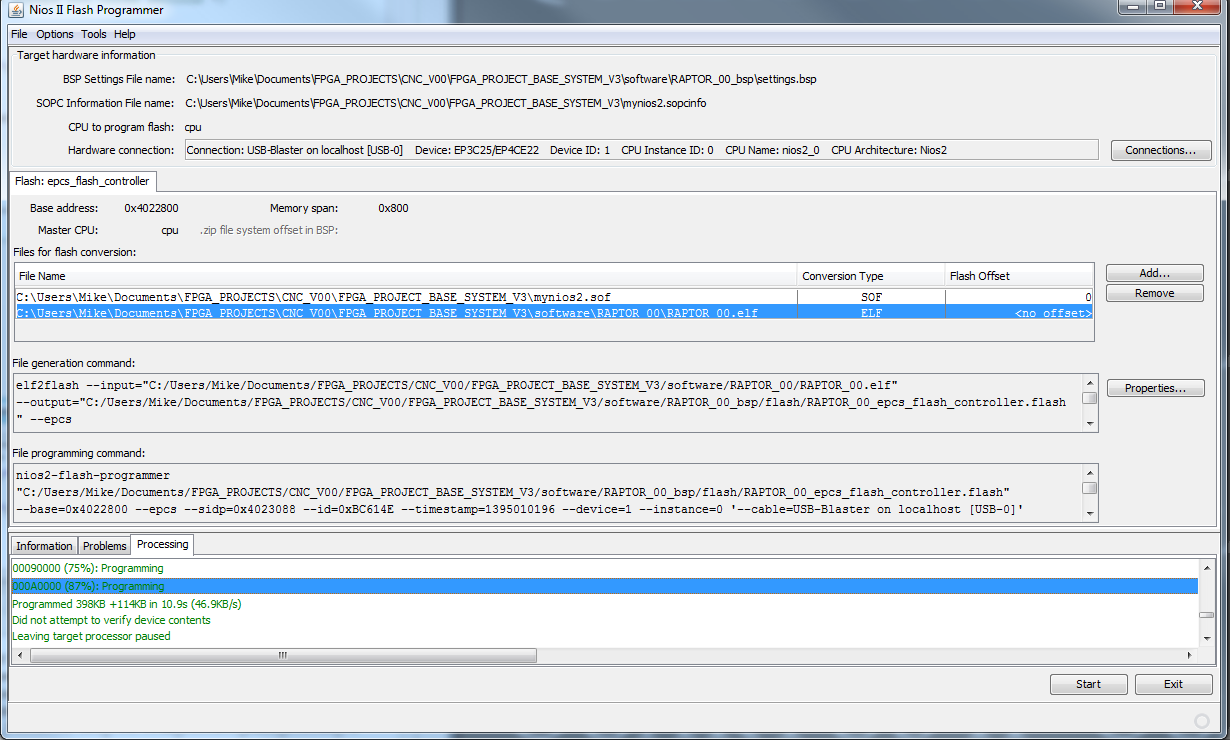 Nios II Flash Programmer
File Options Tools Help
Target hardware information
BSP Settings File name: C:\Users\Mike\Documents\FPGA_PROJECTS\CNC_V00\FPGA_PROJECT_BASE_SYSTEM_V3\software\RAPTOR_00_bsp\settings.bsp
SOPC Information File name: C:\Users\Mike\Documents\FPGA_PROJECTS\CNC_V00\FPGA_PROJECT_BASE_SYSTEM_V3\mynios2.sopcinfo
CPU to program flash: cpu
Hardware connection: Connection: USB-Blaster on localhost [USB-0] Device: EP3C25/EP4CE22 Device ID: 1 CPU Instance ID: 0 CPU Name: nios2_0 CPU Architecture: Nios2 Connections...
Flash: epcs_flash_controller
Base address: 0x4022800 Memory span: 0x800
Master CPU: cpu .zip file system offset in BSP:
Files for flash conversion:
File Name Conversion Type Flash Offset Add...
C:\Users\Mike\Documents\FPGA_PROJECTS\CNC_V00\FPGA_PROJECT_BASE_SYSTEM_V3\mynios2.sof SOF 0 Remove
C:\Users\Mike\Documents\FPGA_PROJECTS\CNC_V00\FPGA_PROJECT_BASE_SYSTEM_V3\software\RAPTOR_00\RAPTOR_00.elf ELF <no offset>
File generation command:
elf2flash --input="C:/Users/Mike/Documents/FPGA_PROJECTS/CNC_V00/FPGA_PROJECT_BASE_SYSTEM_V3/software/RAPTOR_00/RAPTOR_00.elf" Properties...
--output="C:/Users/Mike/Documents/FPGA_PROJECTS/CNC_V00/FPGA_PROJECT_BASE_SYSTEM_V3/software/RAPTOR_00_bsp/flash/RAPTOR_00_epcs_flash_controller.flash
" --epcs
File programming command:
nios2-flash-programmer
"C:/Users/Mike/Documents/FPGA_PROJECTS/CNC_V00/FPGA_PROJECT_BASE_SYSTEM_V3/software/RAPTOR_00_bsp/flash/RAPTOR_00_epcs_flash_controller.flash"
--base=0x4022800 --epcs --sidp=0x4023088 --id=0xBC614E --timestamp=1395010196 --device=1 --instance=0 '--cable=USB-Blaster on localhost [USB-0]'
Information Problems Processing
00090000 (75%): Programming
000A0000 (87%): Programming
Programmed 398KB +114KB in 10.9s (46.9KB/s)
Did not attempt to verify device contents
Leaving target processor paused
Start Exit